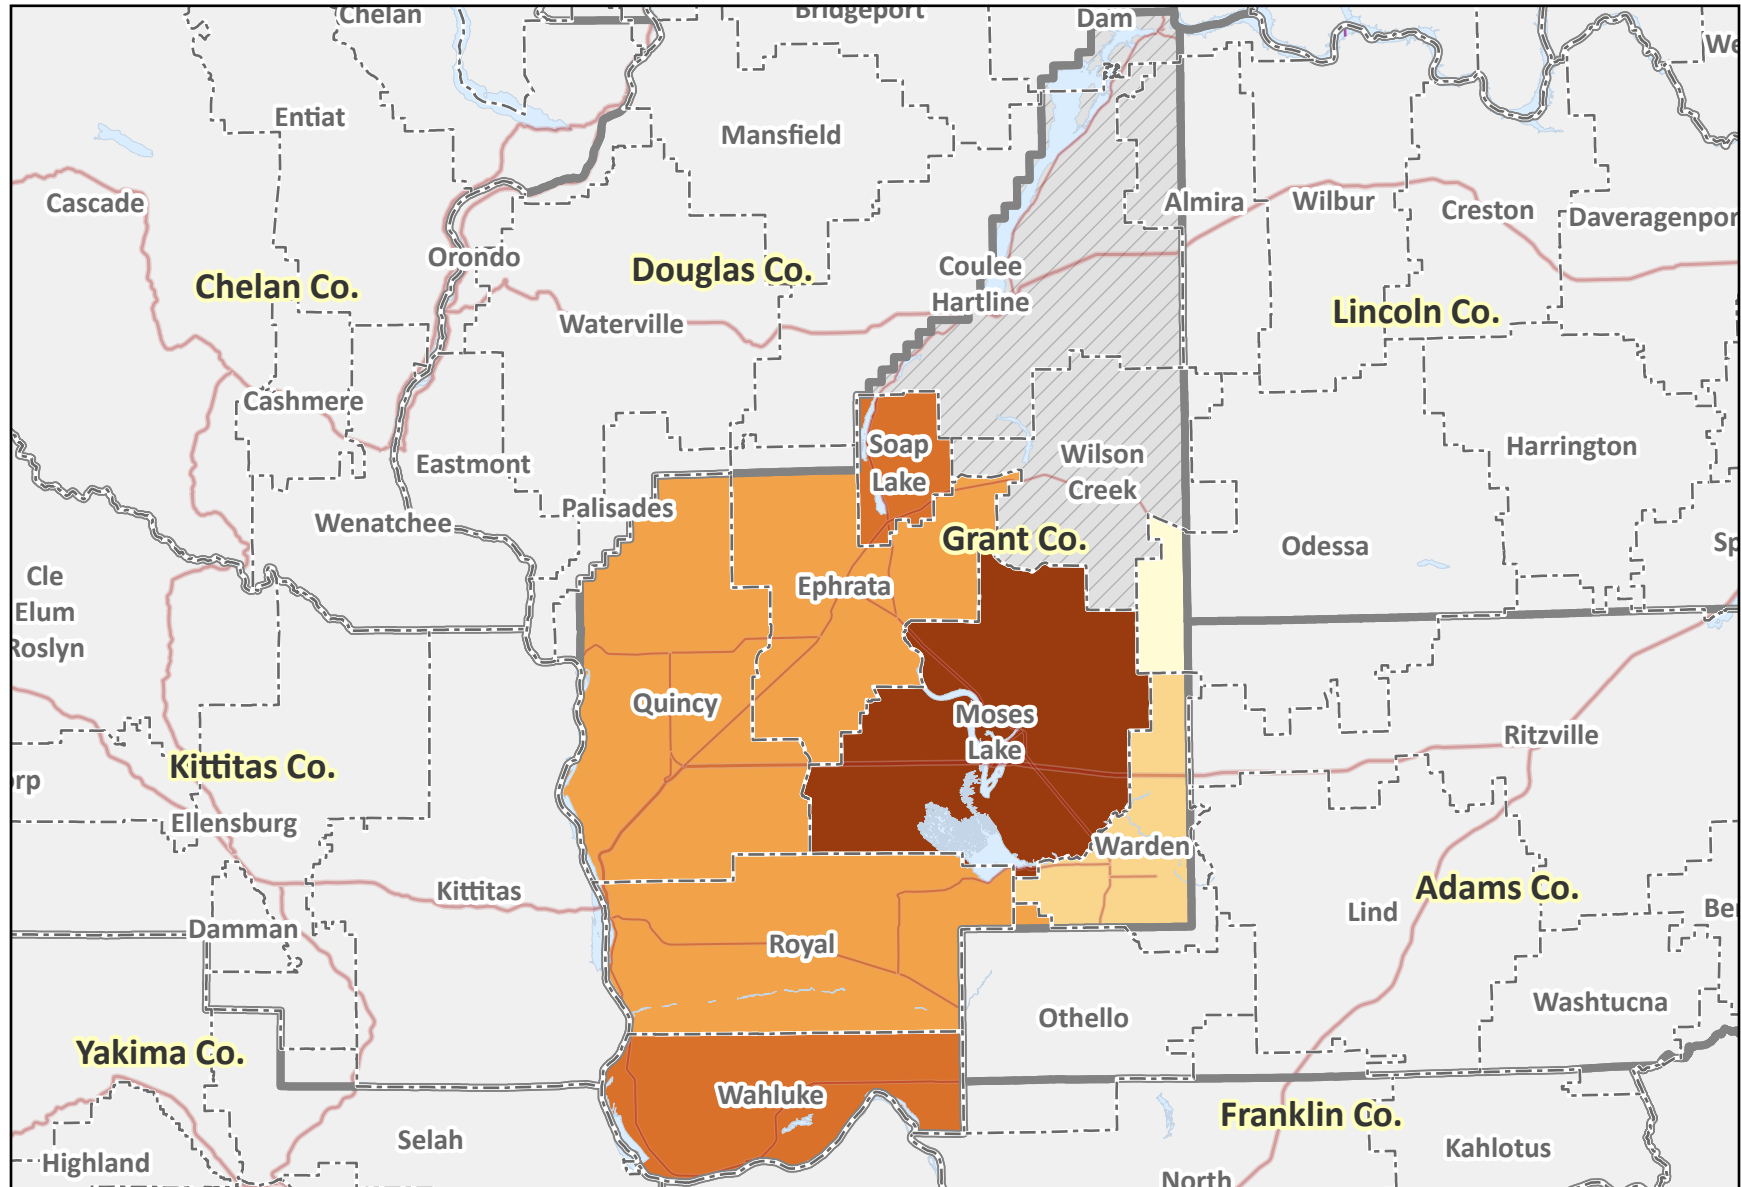 Chelan
Bridgeport
Dam
Entiat
Mansfield
Cascade
Almira
Wilbur
Creston
Daveragenpor
Orondo
Coulee
Hartline
Chelan Co.
Douglas Co.
Lincoln Co.
Waterville
Cashmere
Soap
Lake
Wilson
Creek
Harrington
Eastmont
Palisades
Wenatchee
Grant Co.
Odessa
Sp
Cle
Elum
Roslyn
Ephrata
Quincy
Moses
Lake
Ritzville
Kittitas Co.
orp
Ellensburg
Warden
Kittitas
Adams Co.
Lind
Be
Damman
Royal
Washtucna
Othello
Yakima Co.
Wahluke
Franklin Co.
Selah
Highland
Kahlotus
North
We